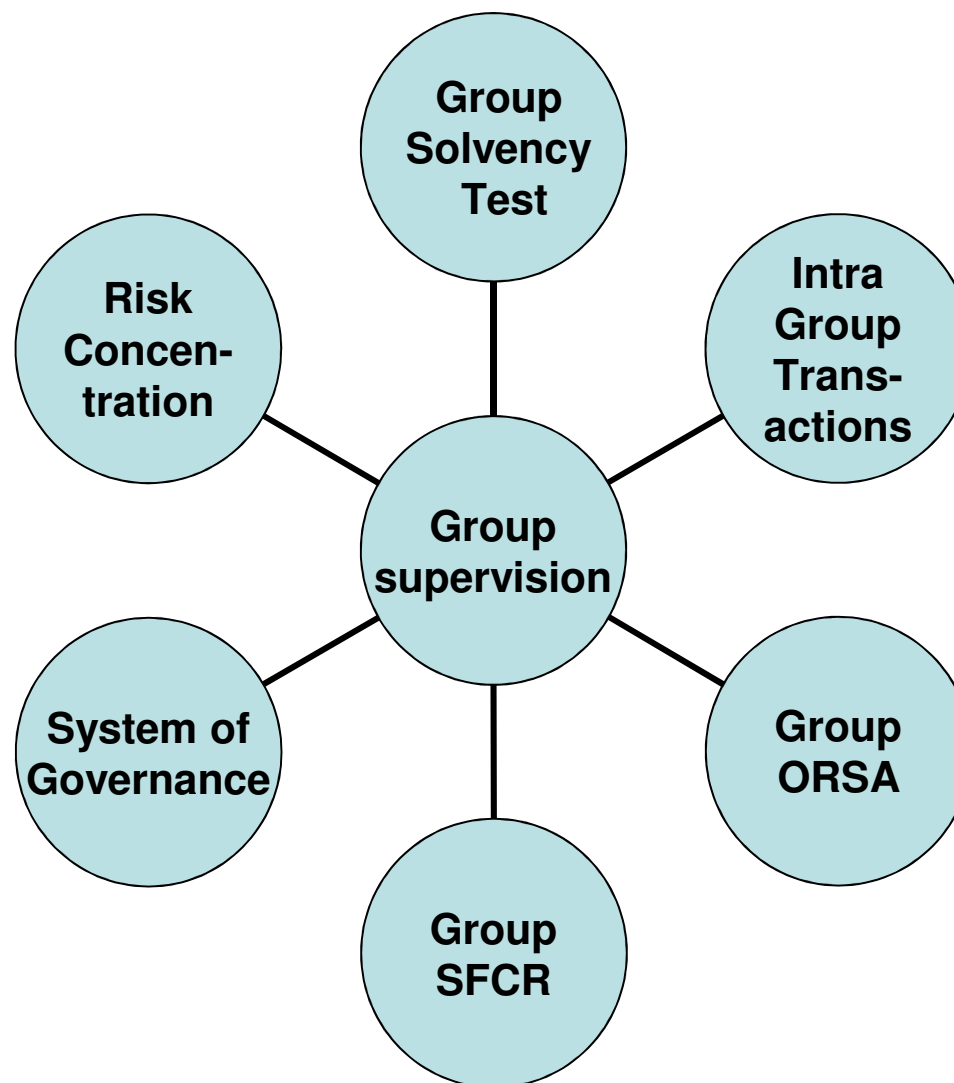 Group
Solvency
Test
Risk
Concen-
tration
Intra
Group
Trans-
actions
Group
supervision
System of
Governance
Group
ORSA
Group
SFCR